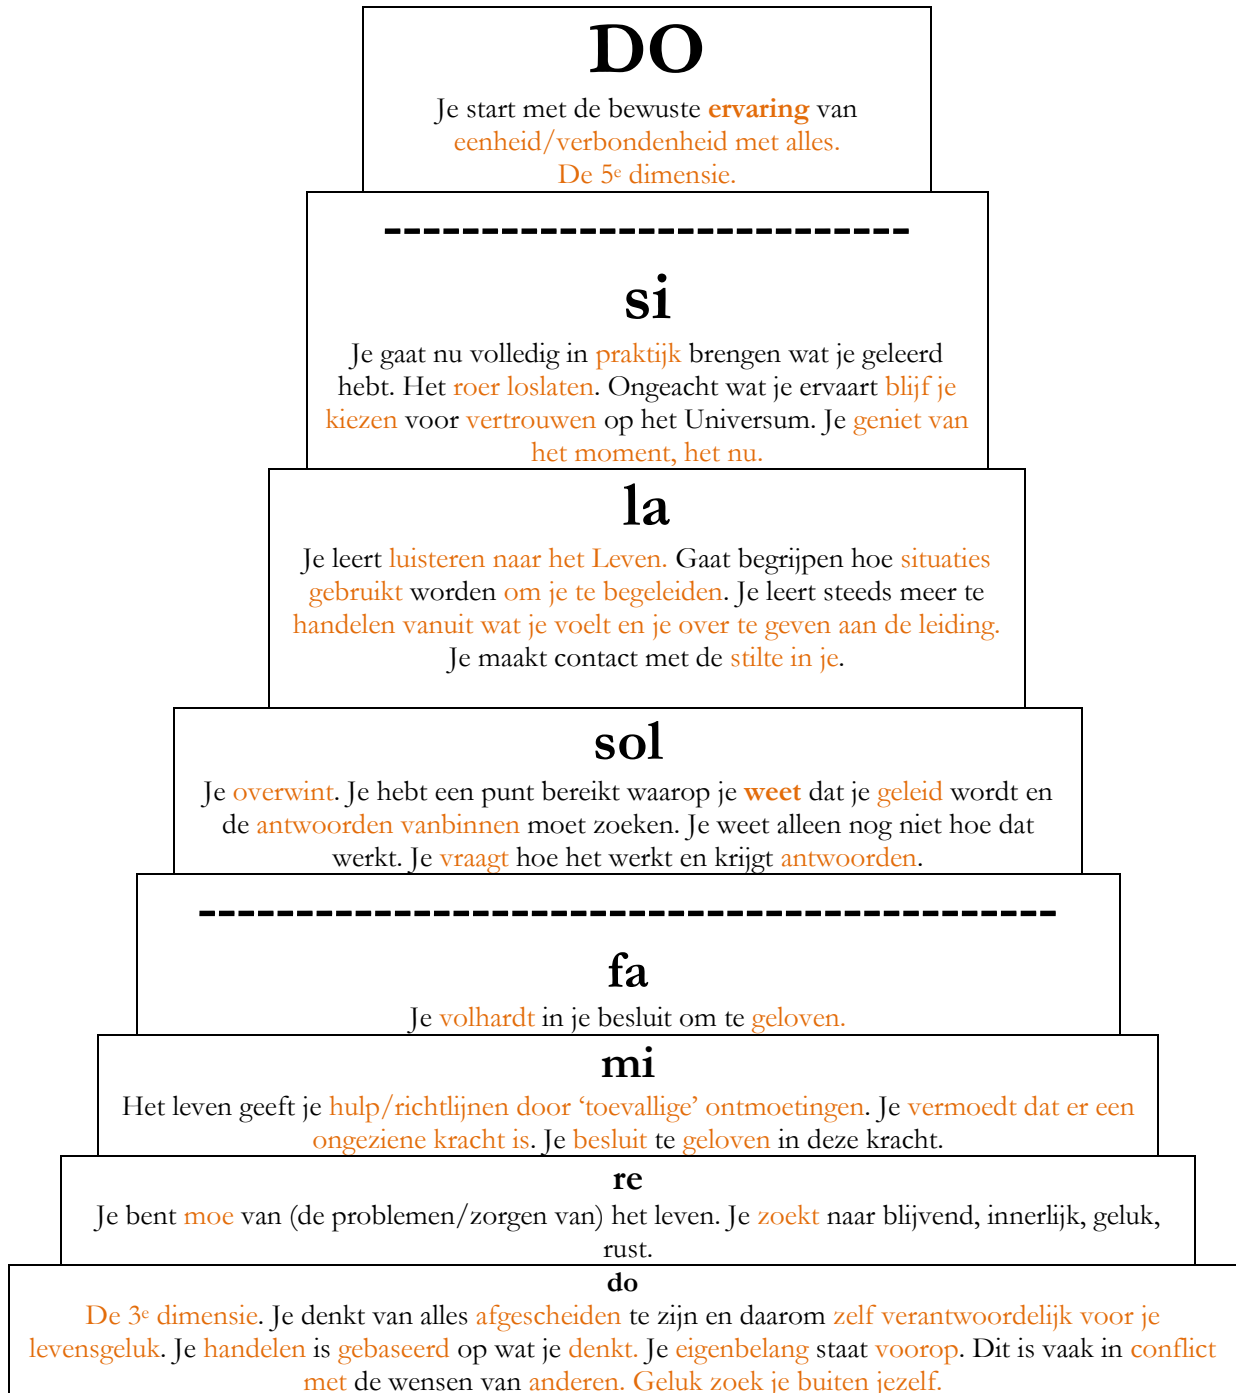 DO
Je start met de bewuste ervaring van
eenheid/verbondenheid met alles.
De 5e dimensie.
---------------------------
si
Je gaat nu volledig in praktijk brengen wat je geleerd
hebt. Het roer loslaten. Ongeacht wat je ervaart blijf je
kiezen voor vertrouwen op het Universum. Je geniet van
het moment, het nu.
la
Je leert luisteren naar het Leven. Gaat begrijpen hoe situaties
gebruikt worden om je te begeleiden. Je leert steeds meer te
handelen vanuit wat je voelt en je over te geven aan de leiding.
Je maakt contact met de stilte in je.
sol
Je overwint. Je hebt een punt bereikt waarop je weet dat je geleid wordt en
de antwoorden vanbinnen moet zoeken. Je weet alleen nog niet hoe dat
werkt. Je vraagt hoe het werkt en krijgt antwoorden.
--------------------------------------------
fa
Je volhardt in je besluit om te geloven.
mi
Het leven geeft je hulp/richtlijnen door ‘toevallige’ ontmoetingen. Je vermoedt dat er een
ongeziene kracht is. Je besluit te geloven in deze kracht.
re
Je bent moe van (de problemen/zorgen van) het leven. Je zoekt naar blijvend, innerlijk, geluk,
rust.
do
De 3e dimensie. Je denkt van alles afgescheiden te zijn en daarom zelf verantwoordelijk voor je
levensgeluk. Je handelen is gebaseerd op wat je denkt. Je eigenbelang staat voorop. Dit is vaak in conflict
met de wensen van anderen. Geluk zoek je buiten jezelf.